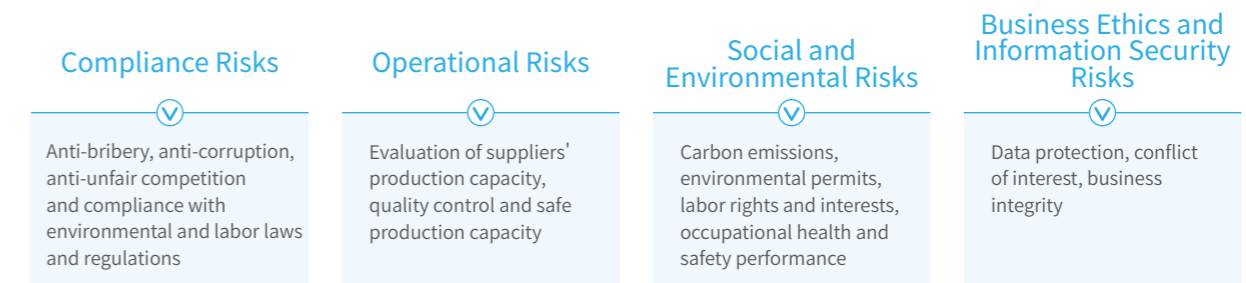 Compliance Risks
Anti-bribery, anti-corruption,
anti-unfair competition
and compliance with
environmental and labor laws
and regulations
Operational Risks
Evaluation of suppliers'
production capacity,
quality control and safe
production capacity
Social and
Environmental Risks
Carbon emissions,
environmental permits,
labor rights and interests,
occupational health and
safety performance
Business Ethics and
Information Security
Risks
Data protection, conflict
of interest, business
integrity